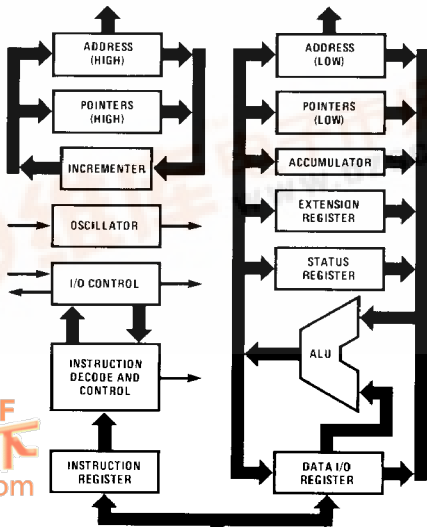 ADDRESS
(HIGH)
POINTERS
(HIGH)
INCREMENTER
OSCILLATOR
I/O CONTROL
INSTRUCTION
DECODE AND
CONTROL
INSTRUCTION
REGISTER
ADDRESS
(LOW)
POINTERS
(LOW)
ACCUMULATOR
EXTENSION
REGISTER
STATUS
REGISTER
ALU
DATA I/O
REGISTER
F
om